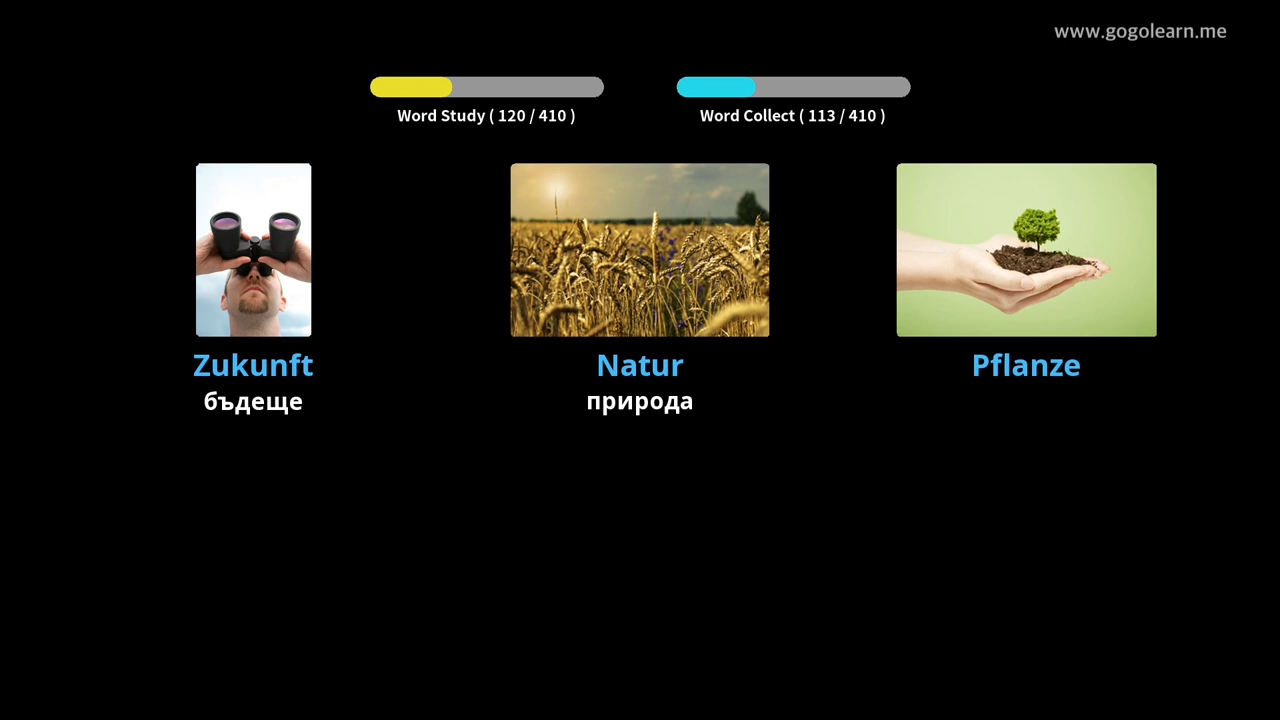 www.gogolearn.me
Word Study ( 120 / 410 )
Word Collect ( 113 / 410 )
Zukunft
бъдеще
Natur
природа
Pflanze